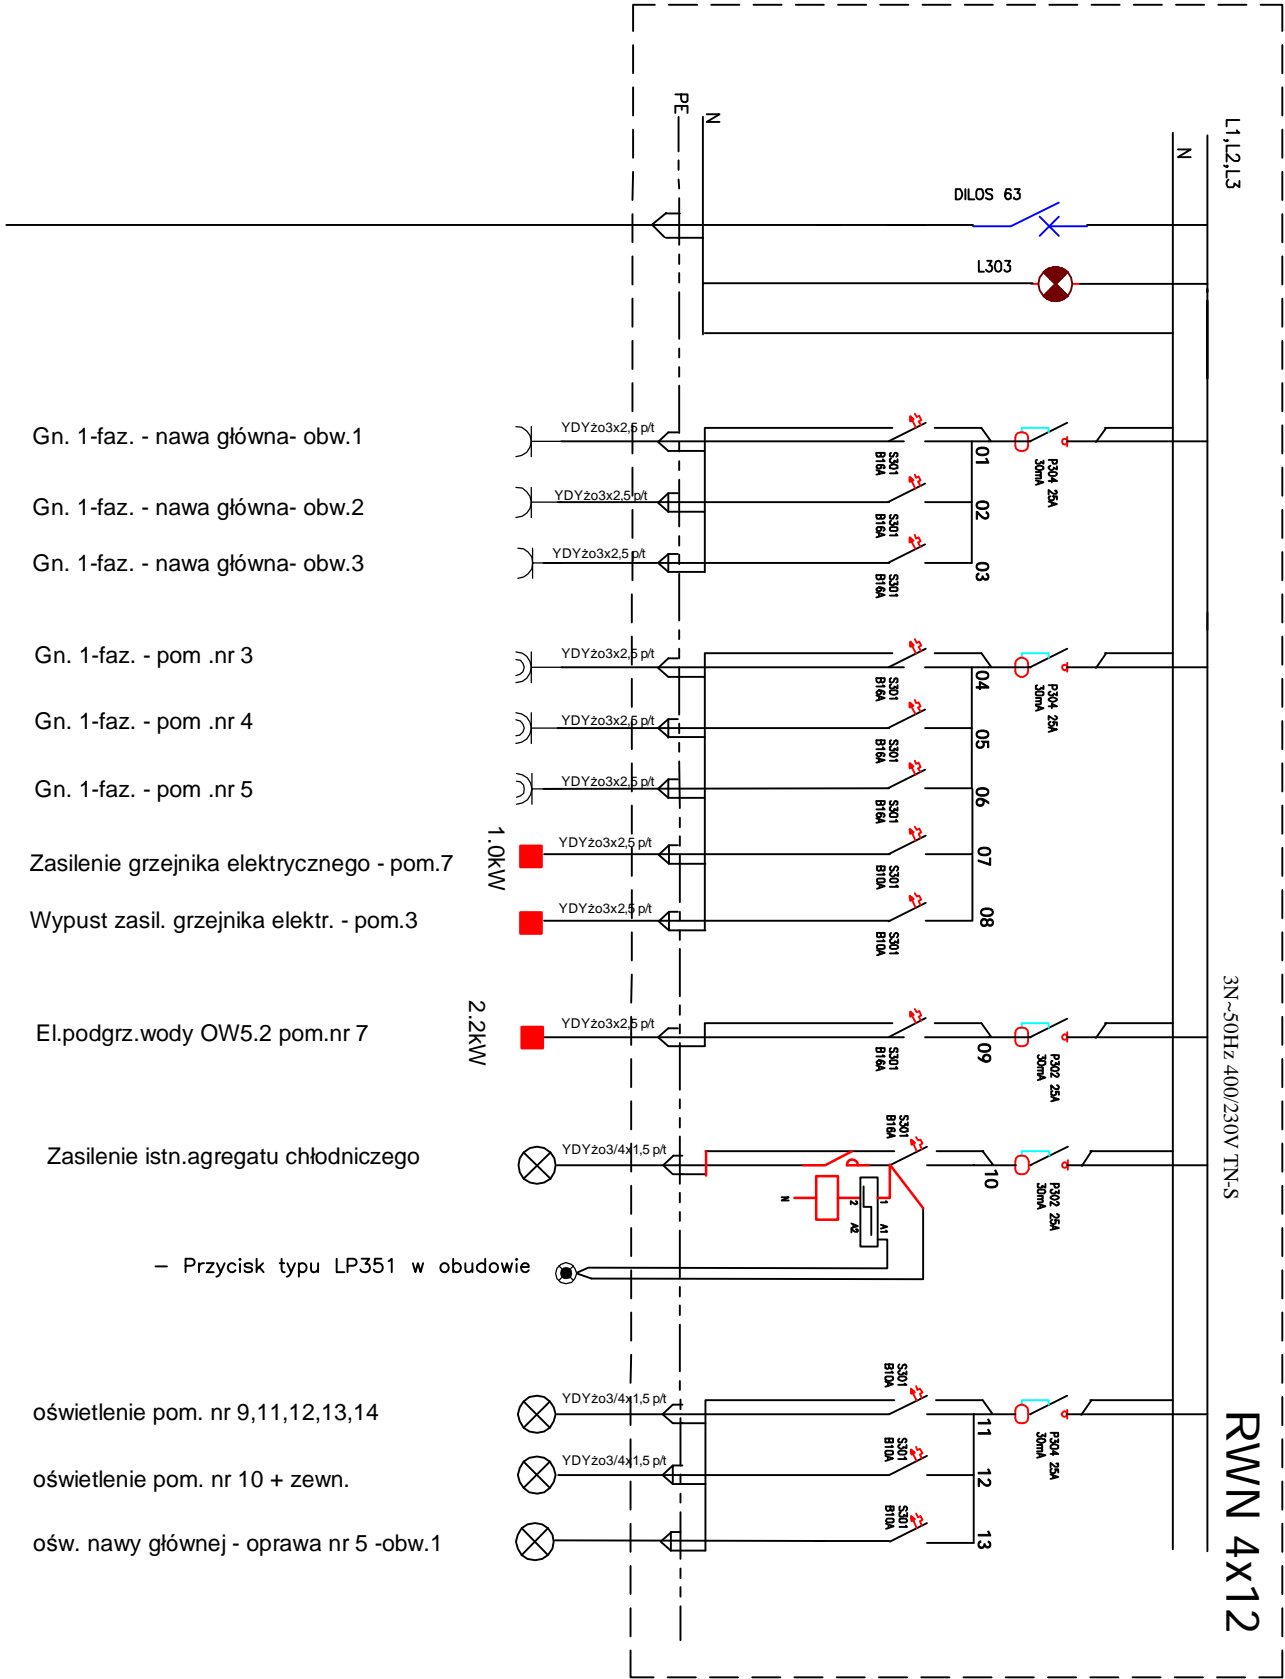 PE
N
L1,L2,L3
N
DILOS 63
L303
Gn. 1-faz. - nawa główna- obw.1
YDYżo3x2,5 p/t
S301
B16A
01
P304 25A
30mA
Gn. 1-faz. - nawa główna- obw.2
YDYżo3x2,5 p/t
S301
B16A
02
Gn. 1-faz. - nawa główna- obw.3
YDYżo3x2,5 p/t
S301
B16A
03
Gn. 1-faz. - pom .nr 3
YDYżo3x2,5 p/t
S301
B16A
04
P304 25A
30mA
Gn. 1-faz. - pom .nr 4
YDYżo3x2,5 p/t
S301
B16A
05
Gn. 1-faz. - pom .nr 5
YDYżo3x2,5 p/t
S301
B16A
06
Zasilenie grzejnika elektrycznego - pom.7
1.0kW
YDYżo3x2,5 p/t
S301
B10A
07
Wypust zasil. grzejnika elektr. - pom.3
YDYżo3x2,5 p/t
S301
B10A
08
El.podgrz.wody OW5.2 pom.nr 7
2.2kW
YDYżo3x2,5 p/t
S301
B16A
09
P302 25A
30mA
3N~50Hz 400/230V TN-S
Zasilenie istn.agregatu chłodniczego
YDYżo3/4x1,5 p/t
S301
B16A
10
P302 25A
30mA
N
1
2
A1
A2
– Przycisk typu LP351 w obudowie
oświetlenie pom. nr 9,11,12,13,14
YDYżo3/4x1,5 p/t
S301
B10A
11
P304 25A
30mA
oświetlenie pom. nr 10 + zewn.
YDYżo3/4x1,5 p/t
S301
B10A
12
ośw. nawy głównej - oprawa nr 5 -obw.1
S301
B10A
13
RWN 4x12